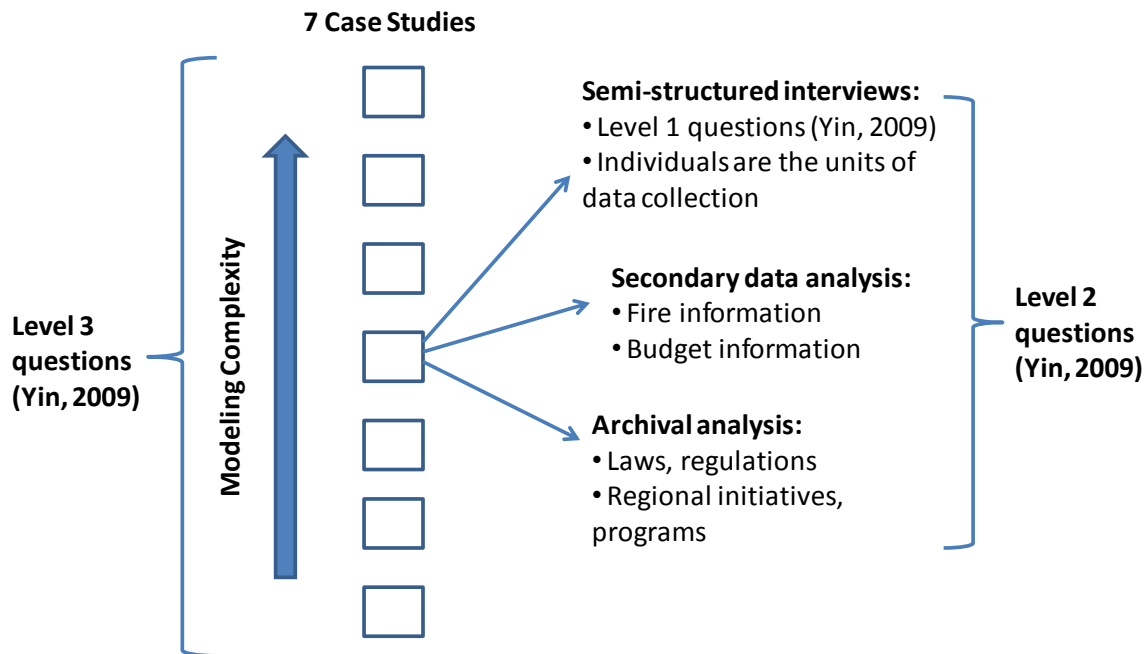 7 Case Studies
Level 3
questions
(Yin, 2009)
Modeling Complexity
Semi-structured interviews:
• Level 1 questions (Yin, 2009)
• Individuals are the units of
data collection
Secondary data analysis:
• Fire information
• Budget information
Archival analysis:
• Laws, regulations
• Regional initiatives,
programs
Level 2
questions
(Yin, 2009)